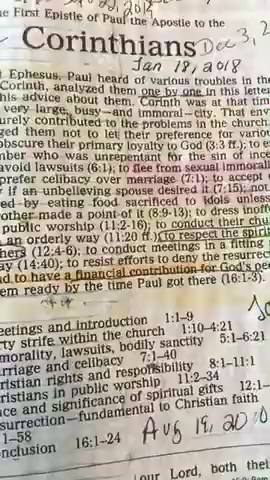 he First Epistle of Paul the Apostle to the
Corinthians Dec 3, 2
Jan 18, 2018
Ephesus, Paul heard of various troubles in the
Corinth, analyzed them one by one in this letter
his advice about them. Corinth was at that tim
very large, busy—and immoral—city. That env
urely contributed to the problems in the church.
ged them not to let their preference for variou
obscure their primary loyalty to God (3:3 ff.); to e
mber who was unrepentant for the sin of ince
avoid lawsuits (6:1); to flee from sexual immora
prefer celibacy over marriage (7:1); to accept
if an unbelieving spouse desired it (7:15); not
ed by eating food sacrificed to idols unless
other made a point of it (8:9-13); to dress inoff
public worship (11:2-16); to conduct their chu
an orderly way (11:20 ff.); to respect the spirit
hers (12:4-6); to conduct meetings in a fitting
ay (14:40); to resist efforts to deny the resurrec
d to have a financial contribution for God's pe
em ready by the time Paul got there (16:1-3).
eetings and introduction 1:1–9
rty strife within the church 1:10–4:21
morality, lawsuits, bodily sanctity 5:1–6:21
rriage and celibacy 7:1–40
ristian rights and responsibility 8:1–11:1
ristians in public worship 11:2–34
ce and significance of spiritual gifts 12:1–
surrection—fundamental to Christian faith
1–58
nclusion 16:1–24 Aug 19, 20
our Lord, both thei